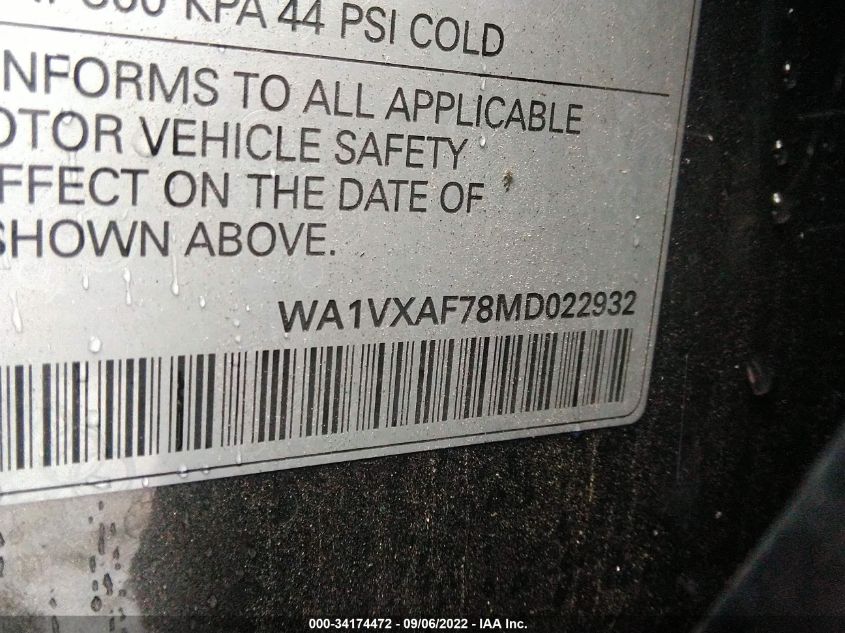 KPA 44 PSI COLD
NFORMS TO ALL APPLICABLE
OTOR VEHICLE SAFETY
FFECT ON THE DATE OF
SHOWN ABOVE.
WA1VXAF78MD022932
000-34174472 - 09/06/2022 - IAA Inc.